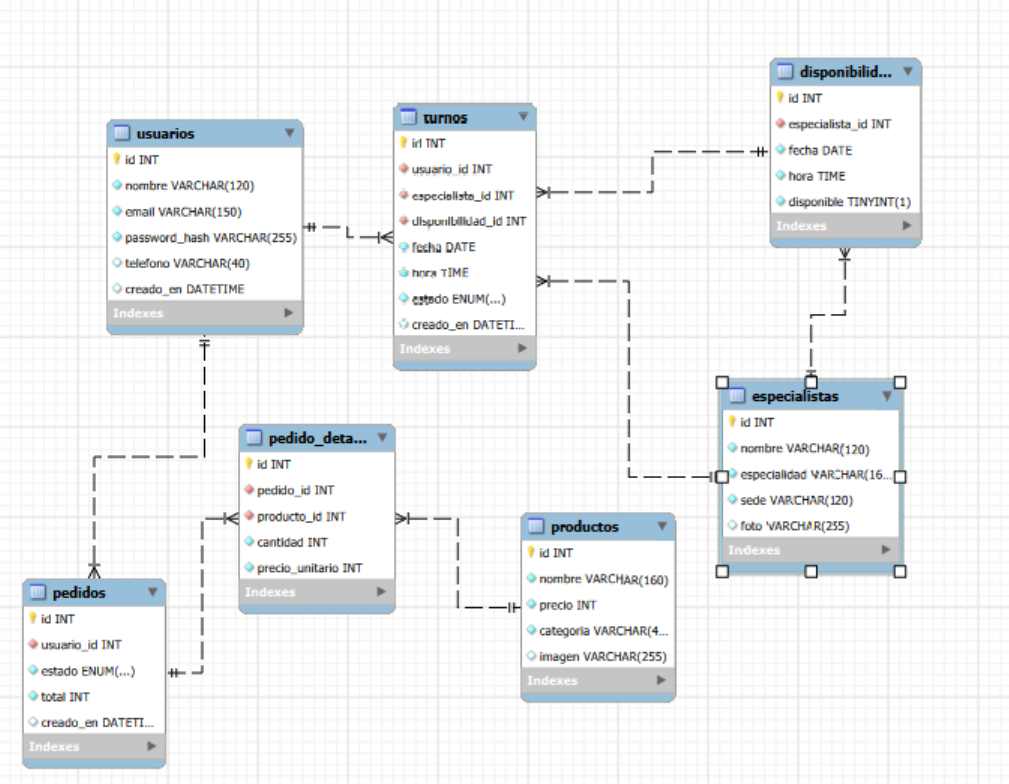 usuarios
id INT
nombre VARCHAR(120)
email VARCHAR(150)
password_hash VARCHAR(255)
telefono VARCHAR(40)
creado_en DATETIME
Indexes
turnos
id INT
usuario_id INT
especialista_id INT
disponibilidad_id INT
fecha DATE
hora TIME
estado ENUM(...)
creado_en DATETI...
Indexes
disponibilid...
id INT
especialista_id INT
fecha DATE
hora TIME
disponible TINYINT(1)
Indexes
especialistas
id INT
nombre VARCHAR(120)
especialidad VARCHAR(16...
sede VARCHAR(120)
foto VARCHAR(255)
Indexes
pedido_deta...
id INT
pedido_id INT
producto_id INT
cantidad INT
precio_unitario INT
Indexes
productos
id INT
nombre VARCHAR(160)
precio INT
categoria VARCHAR(4...
imagen VARCHAR(255)
Indexes
pedidos
id INT
usuario_id INT
estado ENUM(...)
total INT
creado_en DATETI...
Indexes